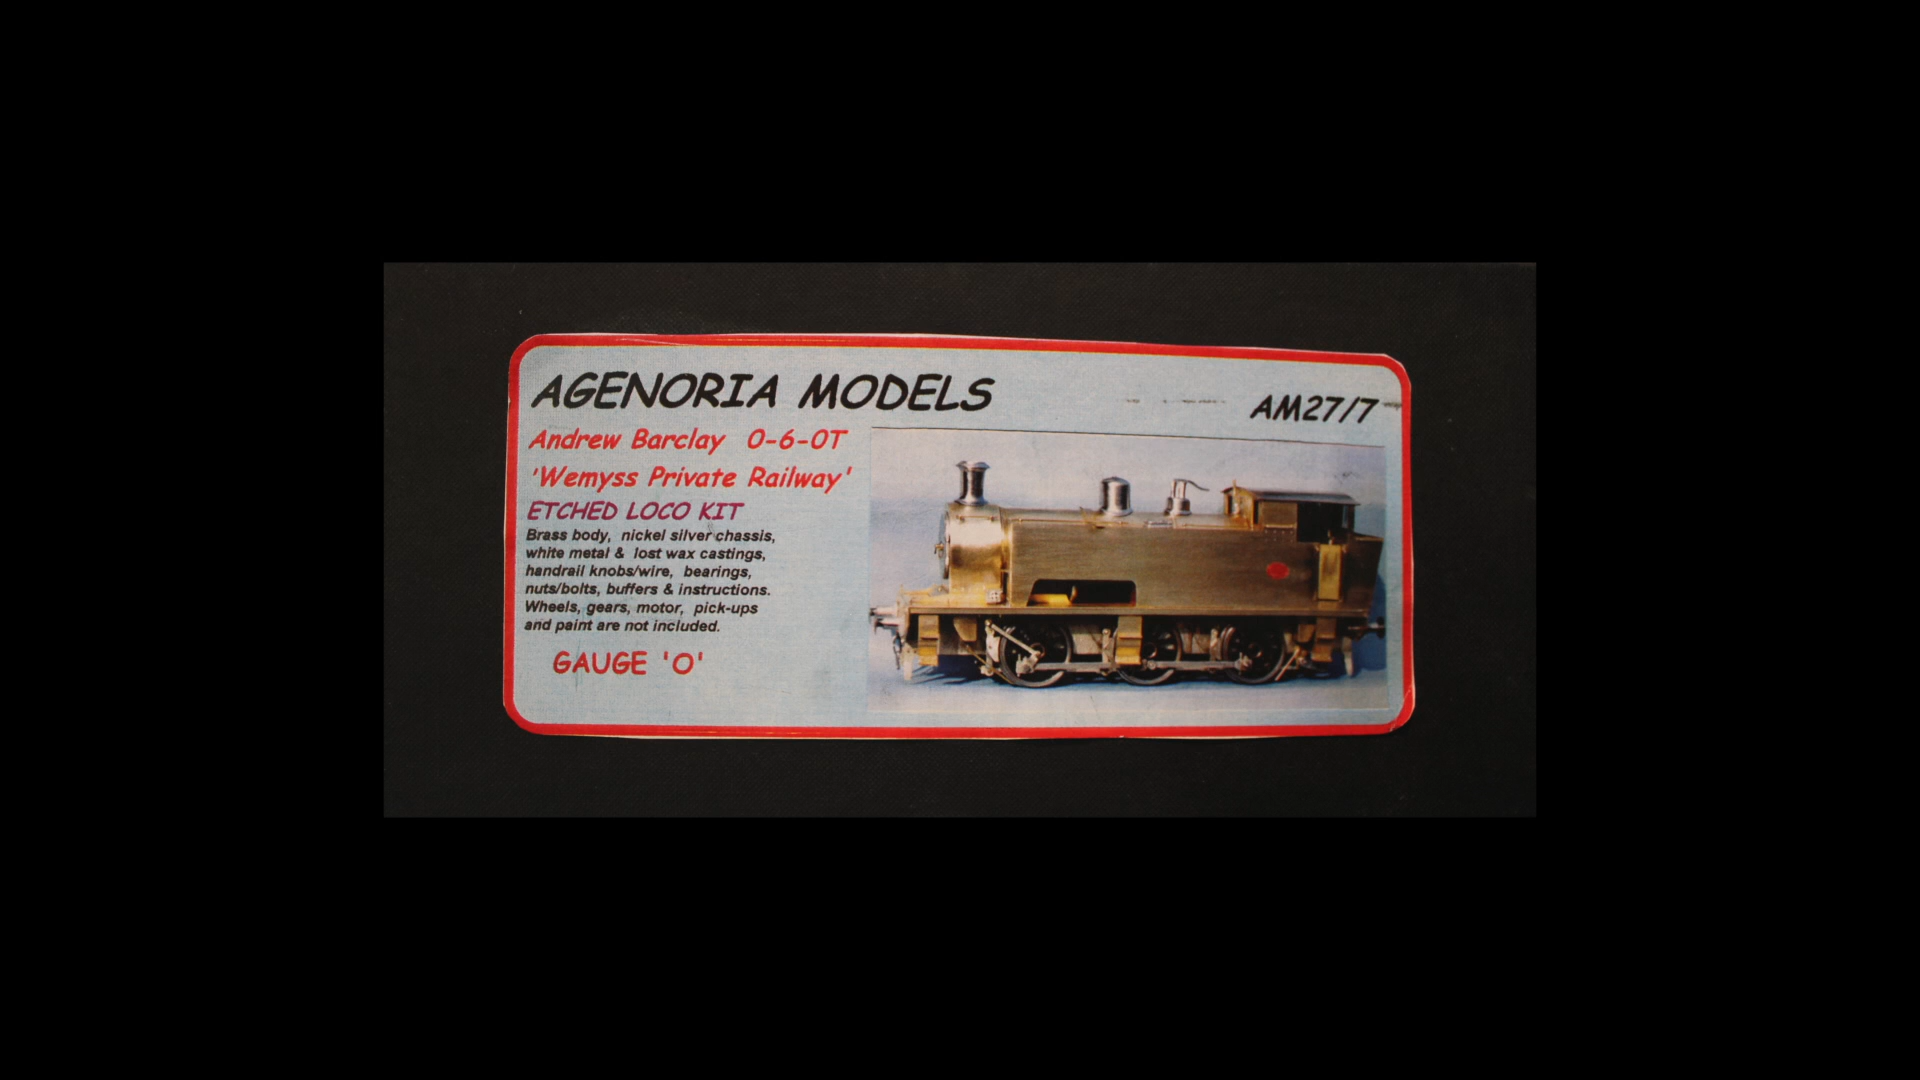 AGENORIA MODELS
AM27/7
Andrew Barclay 0-6-0T
'Wemyss Private Railway'
ETCHED LOCO KIT
Brass body, nickel silver chassis,
white metal & lost wax castings,
handrail knobs/wire, bearings,
nuts/bolts, buffers & instructions.
Wheels, gears, motor, pick-ups
and paint are not included.
GAUGE 'O'